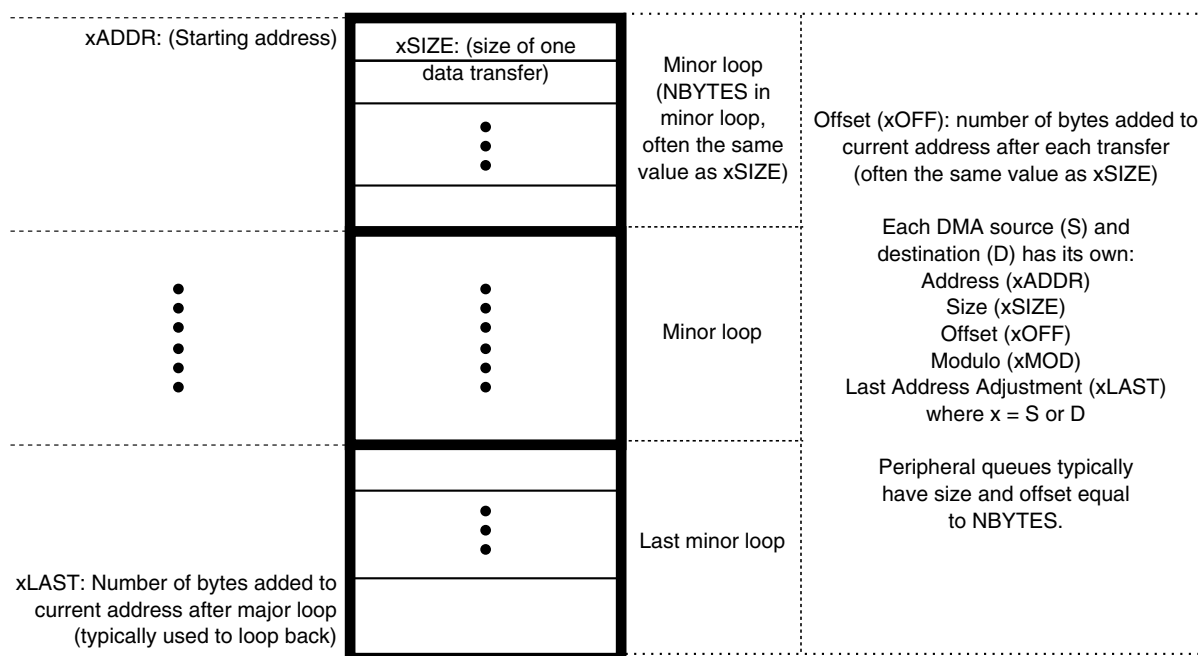 xADDR: (Starting address)
xSIZE: (size of one
data transfer)
Minor loop
(NBYTES in
minor loop,
often the same
value as xSIZE)
Offset (xOFF): number of bytes added to
current address after each transfer
(often the same value as xSIZE)
Each DMA source (S) and
destination (D) has its own:
Address (xADDR)
Size (xSIZE)
Offset (xOFF)
Modulo (xMOD)
Last Address Adjustment (xLAST)
where x = S or D
Minor loop
Peripheral queues typically
have size and offset equal
to NBYTES.
Last minor loop
xLAST: Number of bytes added to
current address after major loop
(typically used to loop back)